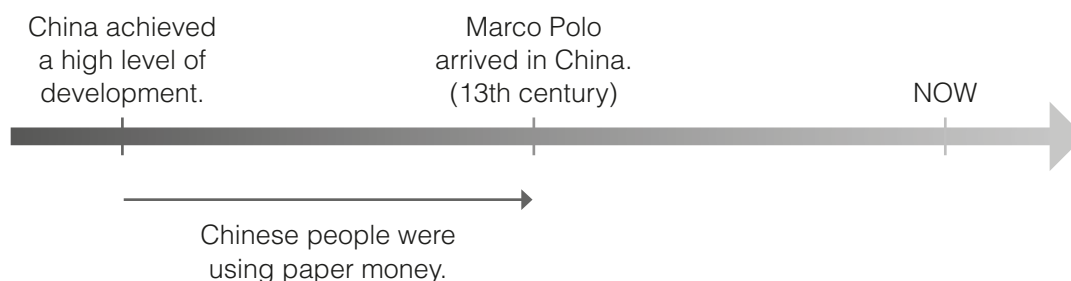 China achieved
a high level of
development.
Marco Polo
arrived in China.
(13th century)
NOW
Chinese people were
using paper money.